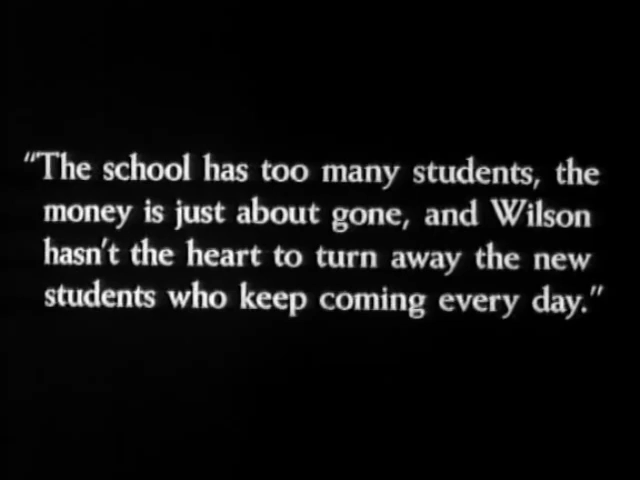 “The school has too many students, the
money is just about gone, and Wilson
hasn't the heart to turn away the new
students who keep coming every day.”